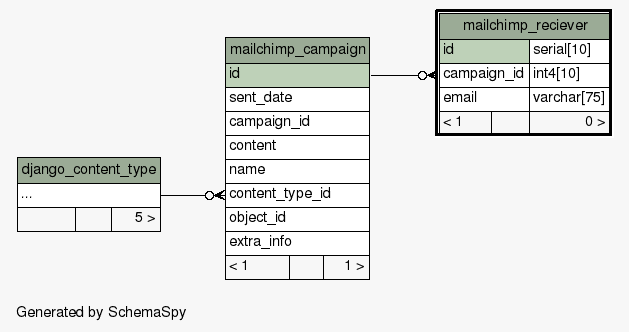 mailchimp_reciever
id serial[10]
campaign_id int4[10]
email varchar[75]
< 1 0 >
mailchimp_campaign
id
sent_date
campaign_id
content
name
content_type_id
object_id
extra_info
< 1 1 >
django_content_type
...
5 >
Generated by SchemaSpy